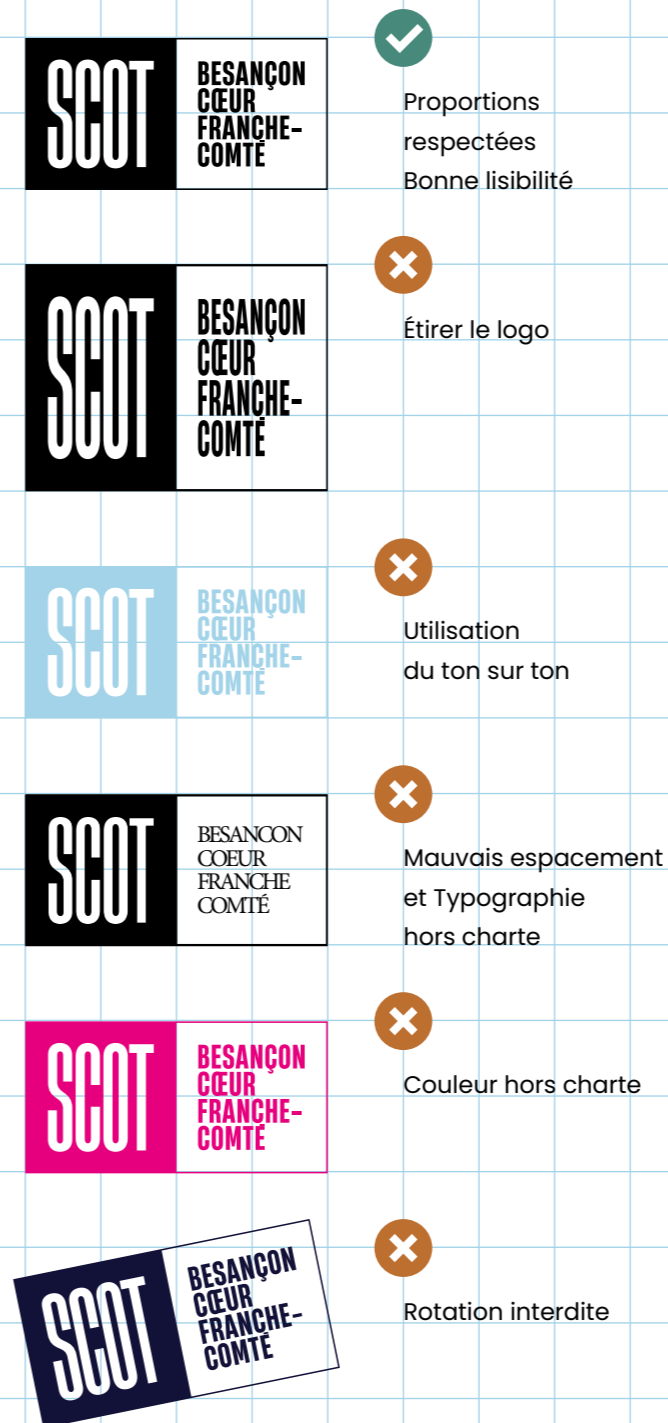 SCOT
BESANÇON
CŒUR
FRANCHE-
COMTÉ
Proportions
respectées
Bonne lisibilité
SCOT
BESANÇON
CŒUR
FRANCHE-
COMTÉ
Étirer le logo
SCOT
BESANÇON
CŒUR
FRANCHE-
COMTÉ
Utilisation
du ton sur ton
SCOT
BESANCON
COEUR
FRANCHE
COMTÉ
Mauvais espacement
et Typographie
hors charte
SCOT
BESANÇON
CŒUR
FRANCHE-
COMTÉ
Couleur hors charte
SCOT
BESANÇON
CŒUR
FRANCHE-
COMTÉ
Rotation interdite